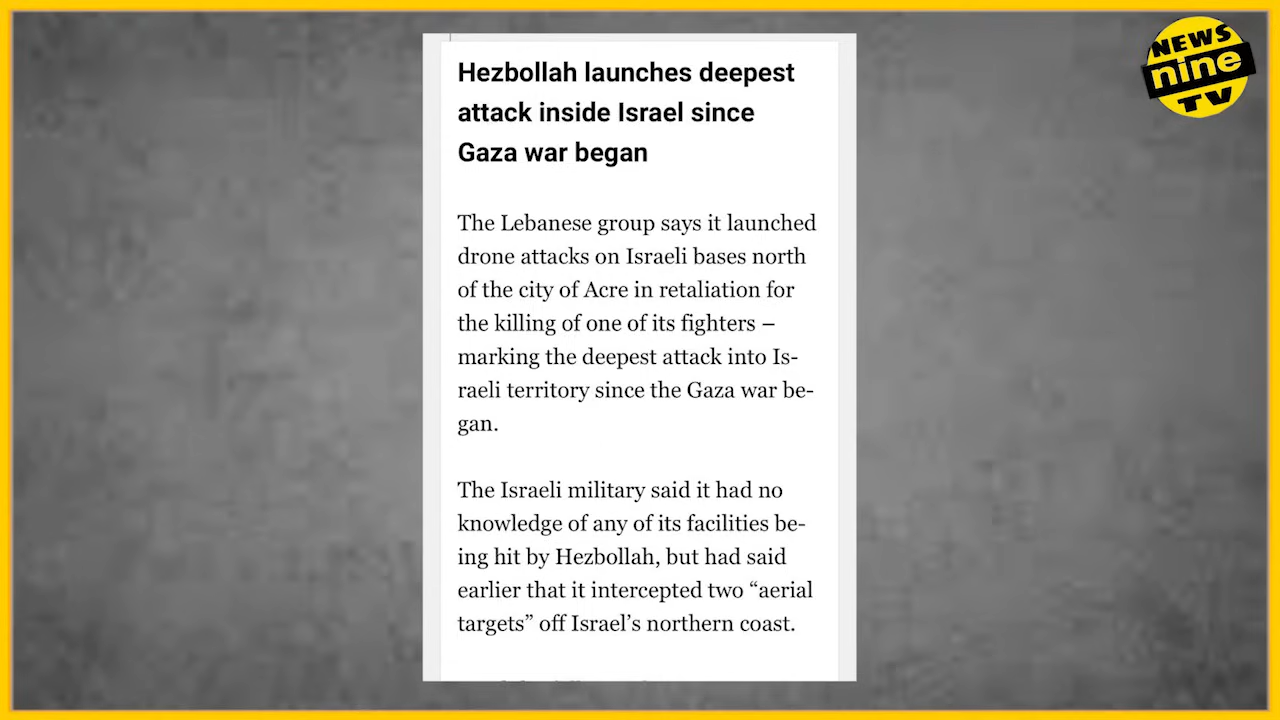 NEWS
nine
TV
Hezbollah launches deepest
attack inside Israel since
Gaza war began
The Lebanese group says it launched
drone attacks on Israeli bases north
of the city of Acre in retaliation for
the killing of one of its fighters –
marking the deepest attack into Is-
raeli territory since the Gaza war be-
gan.
The Israeli military said it had no
knowledge of any of its facilities be-
ing hit by Hezbollah, but had said
earlier that it intercepted two “aerial
targets” off Israel’s northern coast.